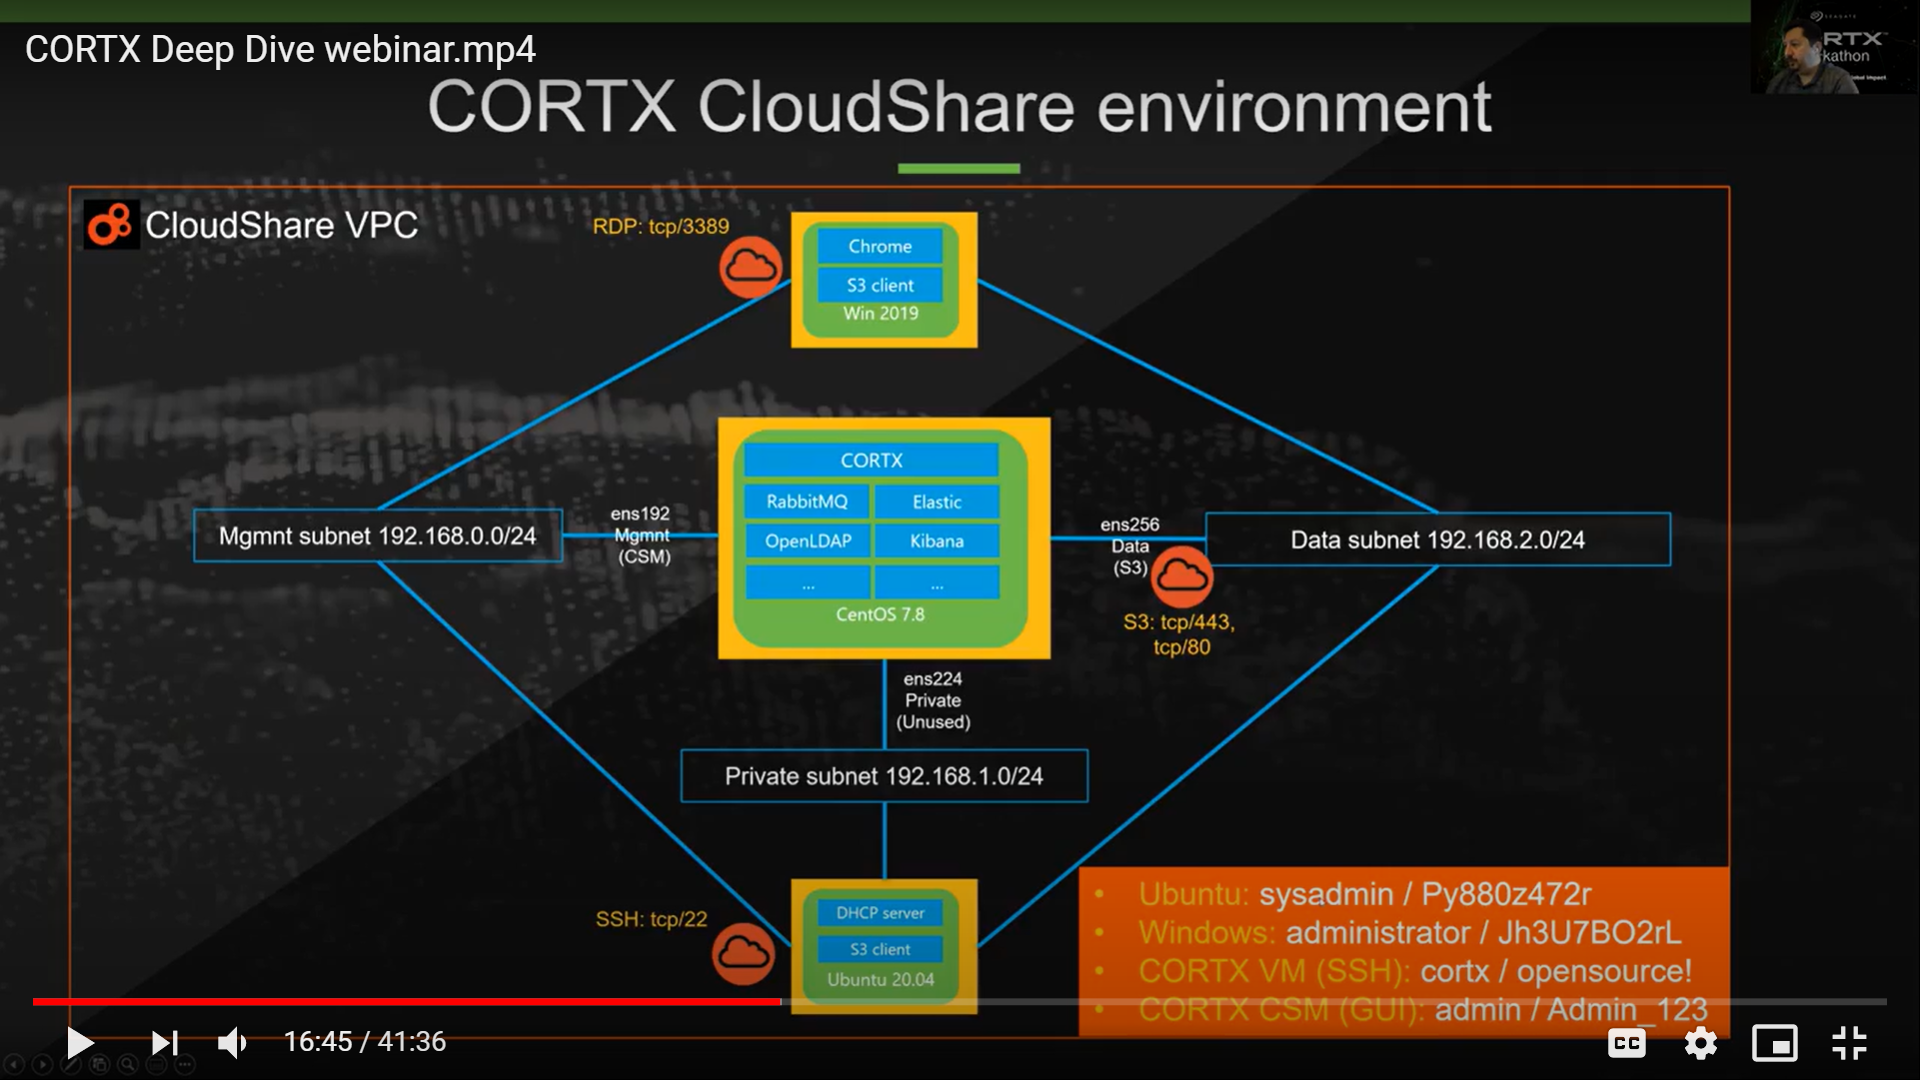 CORTX Deep Dive webinar.mp4
SEAGATE
RTX
kathon
CORTX CloudShare environment
CloudShare VPC
RDP: tcp/3389
Chrome
S3 client
Win 2019
CORTX
RabbitMQ
Elastic
OpenLDAP
Kibana
...
...
CentOS 7.8
Mgmnt subnet 192.168.0.0/24
ens192
Mgmnt
(CSM)
ens256
Data
(S3)
Data subnet 192.168.2.0/24
S3: tcp/443,
tcp/80
ens224
Private
(Unused)
Private subnet 192.168.1.0/24
SSH: tcp/22
DHCP server
S3 client
Ubuntu 20.04
• Ubuntu: sysadmin / Py880z472r
• Windows: administrator / Jh3U7BO2rL
• CORTX VM (SSH): cortx / opensource!
• CORTX CSM (GUI): admin / Admin_123
16:45 / 41:36
CC